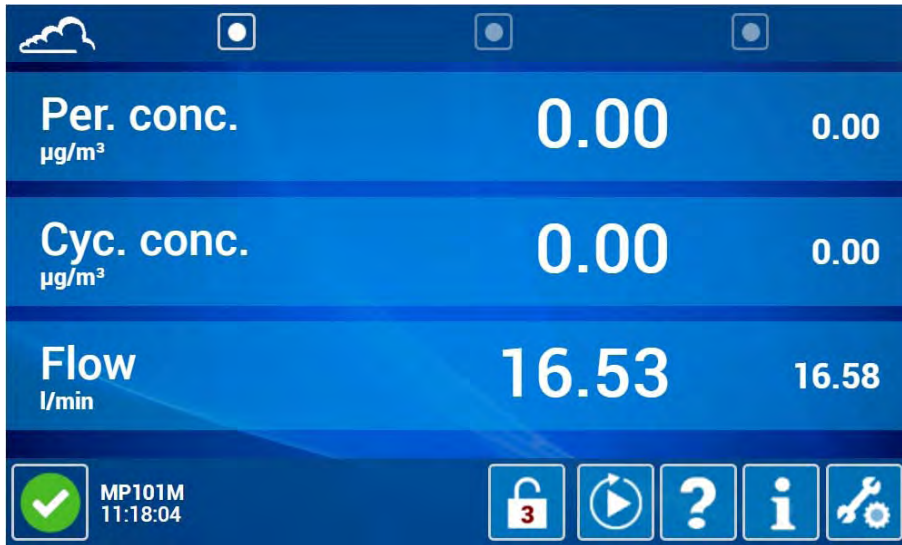 Per. conc.
0.00
0.00
µg/m³
Cyc. conc.
0.00
0.00
µg/m³
Flow
16.53
16.58
l/min
MP101M
11:18:04
3
?
i